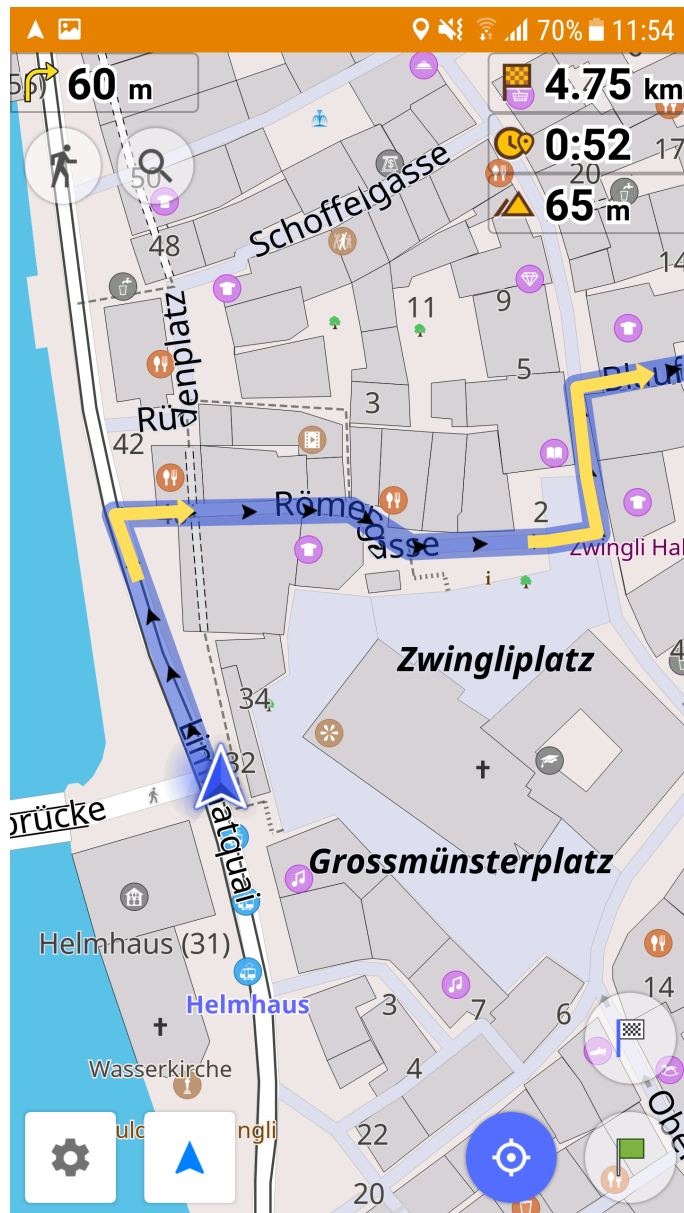 70% 11:54
60 m
4.75 km
0:52
17
50
20
65 m
Schoffelgasse
48
14
11
9
Rüdenplatz
5
3
42
Römergasse
2
Zwingli
Zwingliplatz
34
32
brücke
Limmatquai
Grossmünsterplatz
Helmhaus (31)
14
Helmhaus
3
7
6
Wasserkirche
4
22
20